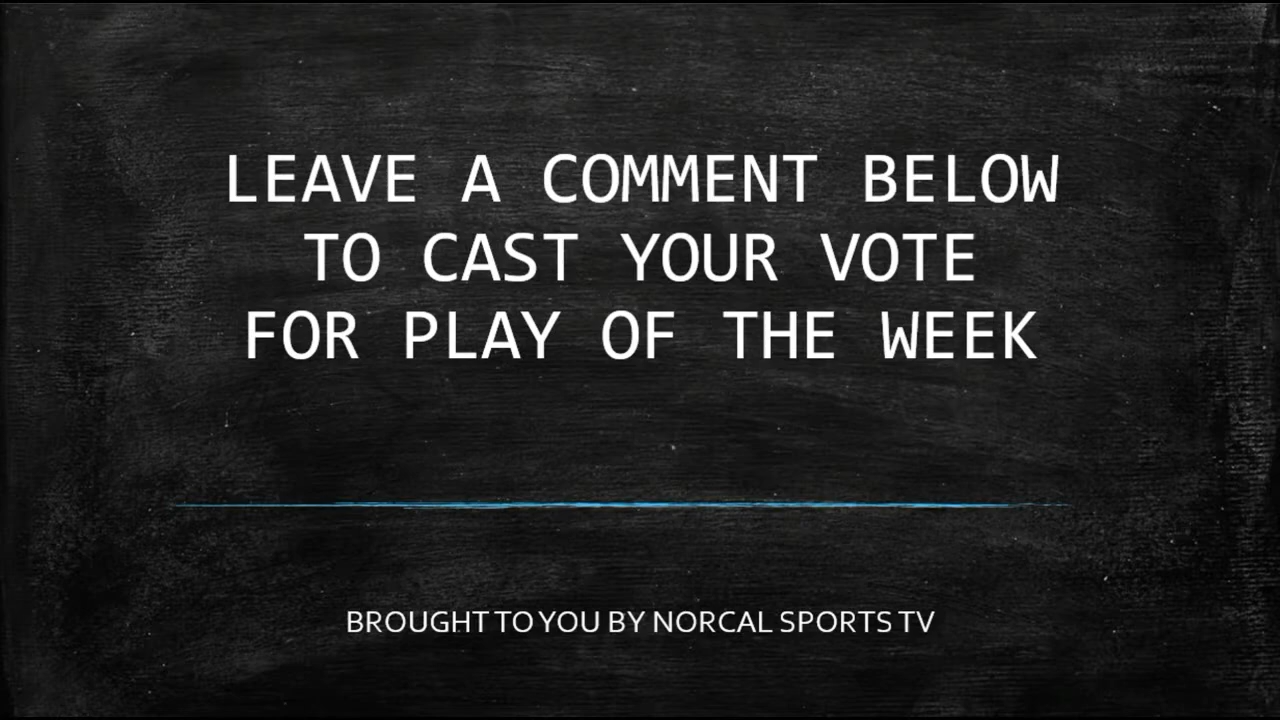 LEAVE A COMMENT BELOW
TO CAST YOUR VOTE
FOR PLAY OF THE WEEK
BROUGHT TO YOU BY NORCAL SPORTS TV